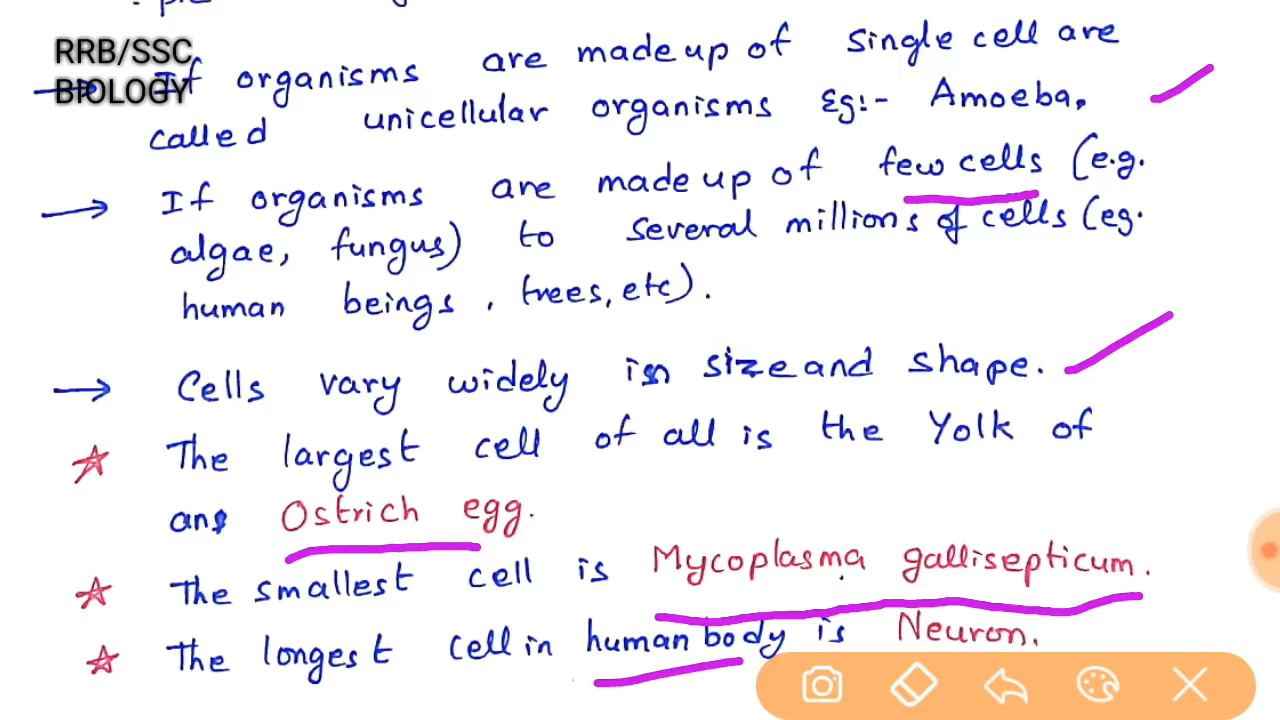 RRB/SSC
BIOLOGY
If organisms are made up of single cell are
called unicellular organisms Eg:- Amoeba,
If organisms are made up of few cells (e.g.
algae, fungus) to several millions of cells (eg.
human beings, trees, etc).
Cells vary widely in size and shape.
The largest cell of all is the Yolk of
an Ostrich egg.
The smallest cell is Mycoplasma gallisepticum.
The longest cell in human body is Neuron.